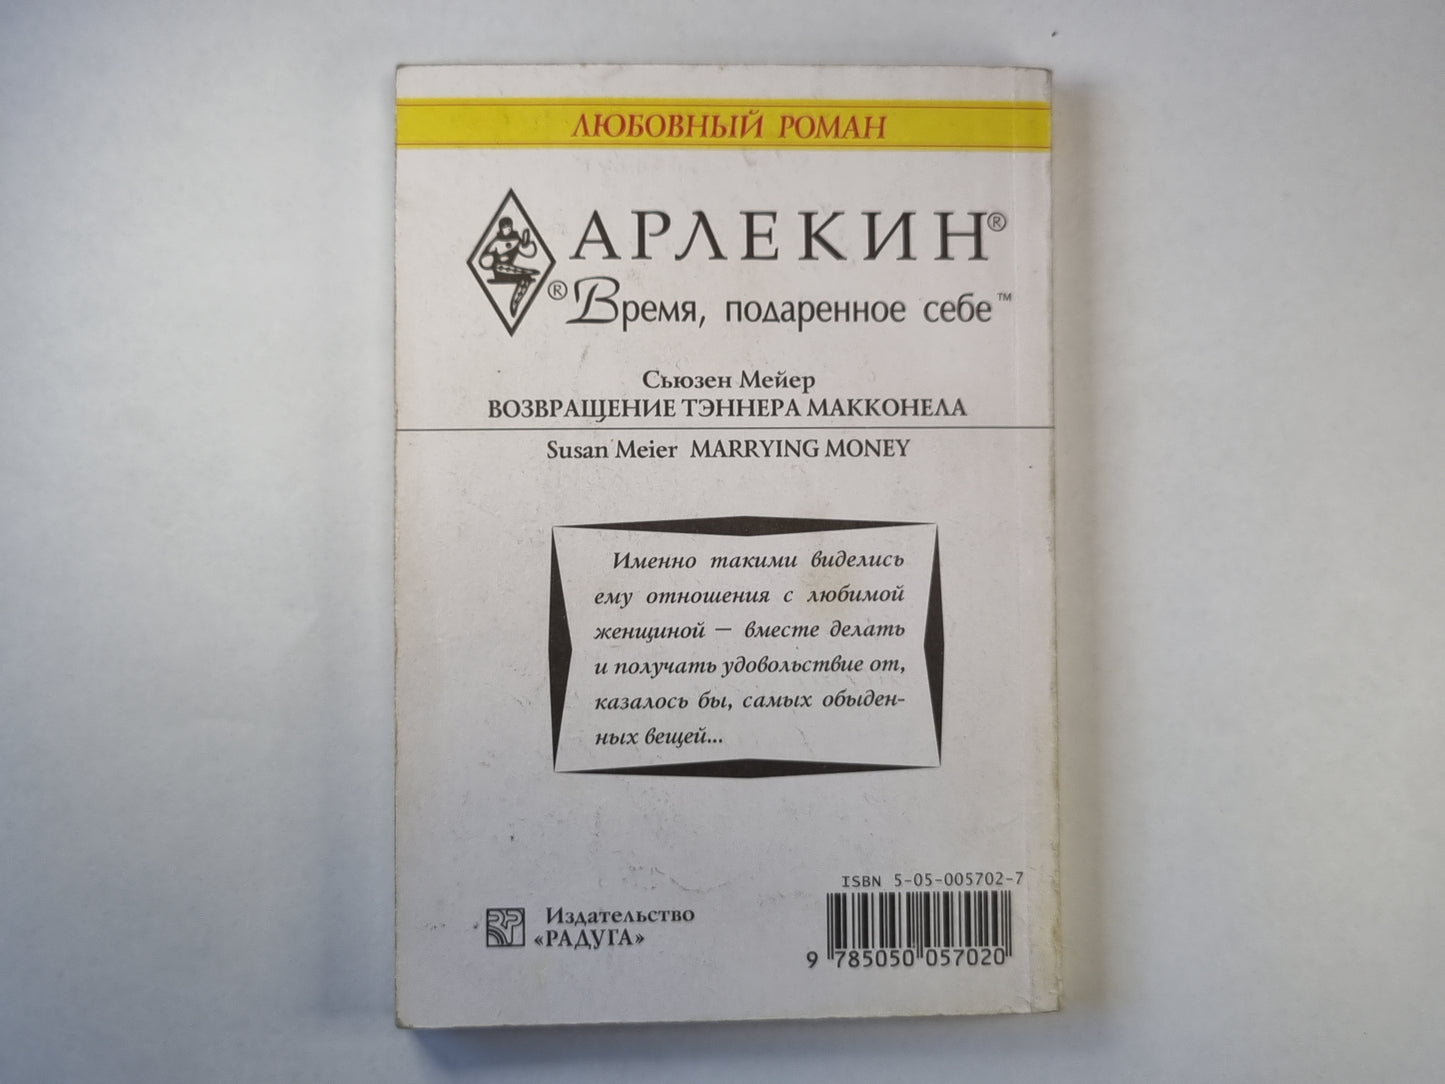 ЛЮБОВНЫЙ РОМАН
АРЛЕКИН®
® Время, подаренное себе™
Сьюзен Мейер
ВОЗВРАЩЕНИЕ ТЭННЕРА МАККОНЕЛА
Susan Meier MARRYING MONEY
Именно такими виделись
ему отношения с любимой
женщиной — вместе делать
и получать удовольствие от,
казалось бы, самых обыден-
ных вещей...
ISBN 5-05-005702-7
Издательство
«РАДУГА»
9 785050 057020